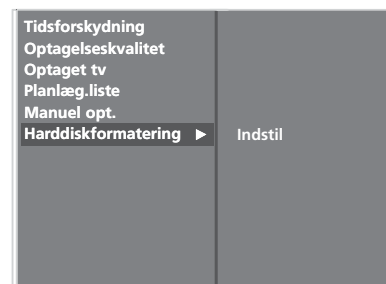 Tidsforskydning
Optagelseskvalitet
Optaget tv
Planlæg.liste
Manuel opt.
Harddiskformatering ▶ Indstil